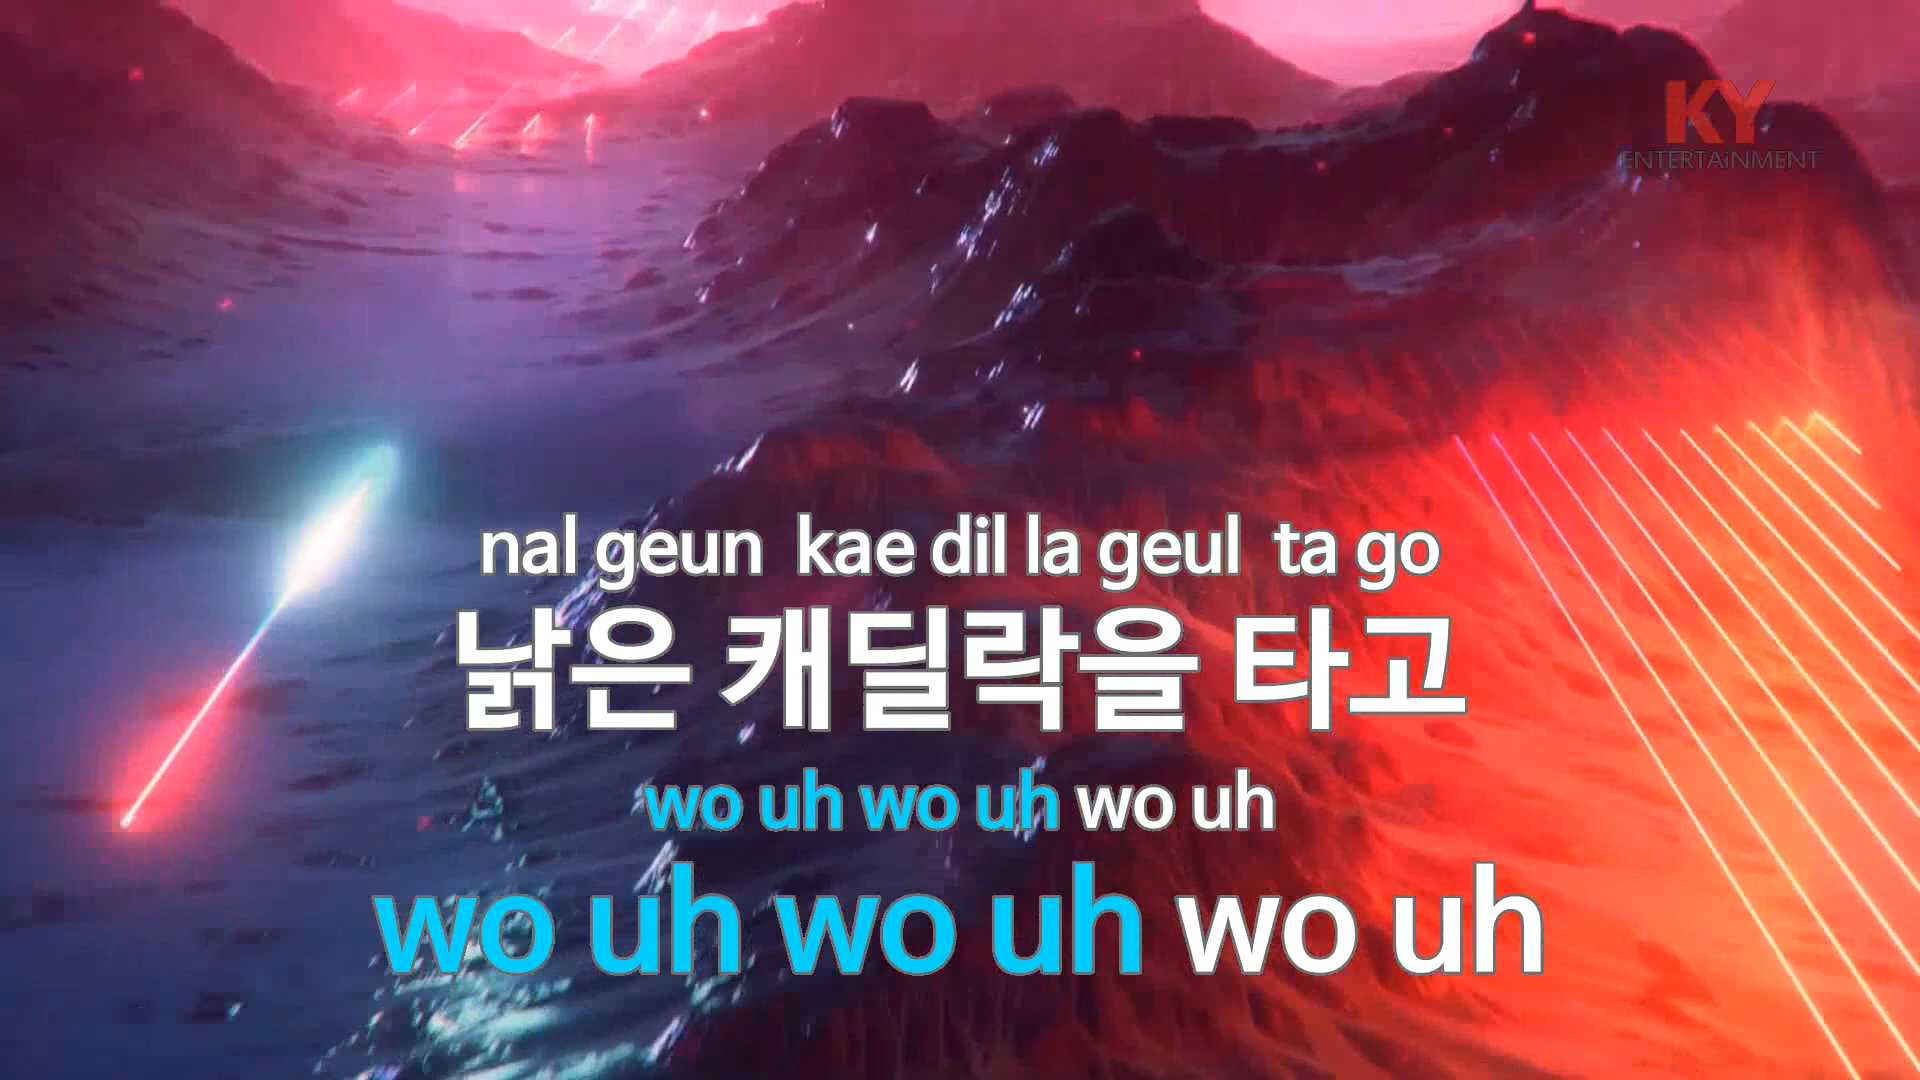 KY
ENTERTAiNMENT
nal geun kae dil la geul ta go
낡은 캐딜락을 타고
wo uh wo uh wo uh
wo uh wo uh wo uh